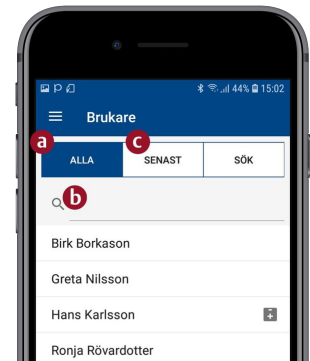 44% 15:02
Brukare
a
c
ALLA SENAST SÖK
b
Birk Borkason
Greta Nilsson
Hans Karlsson
Ronja Rövardotter